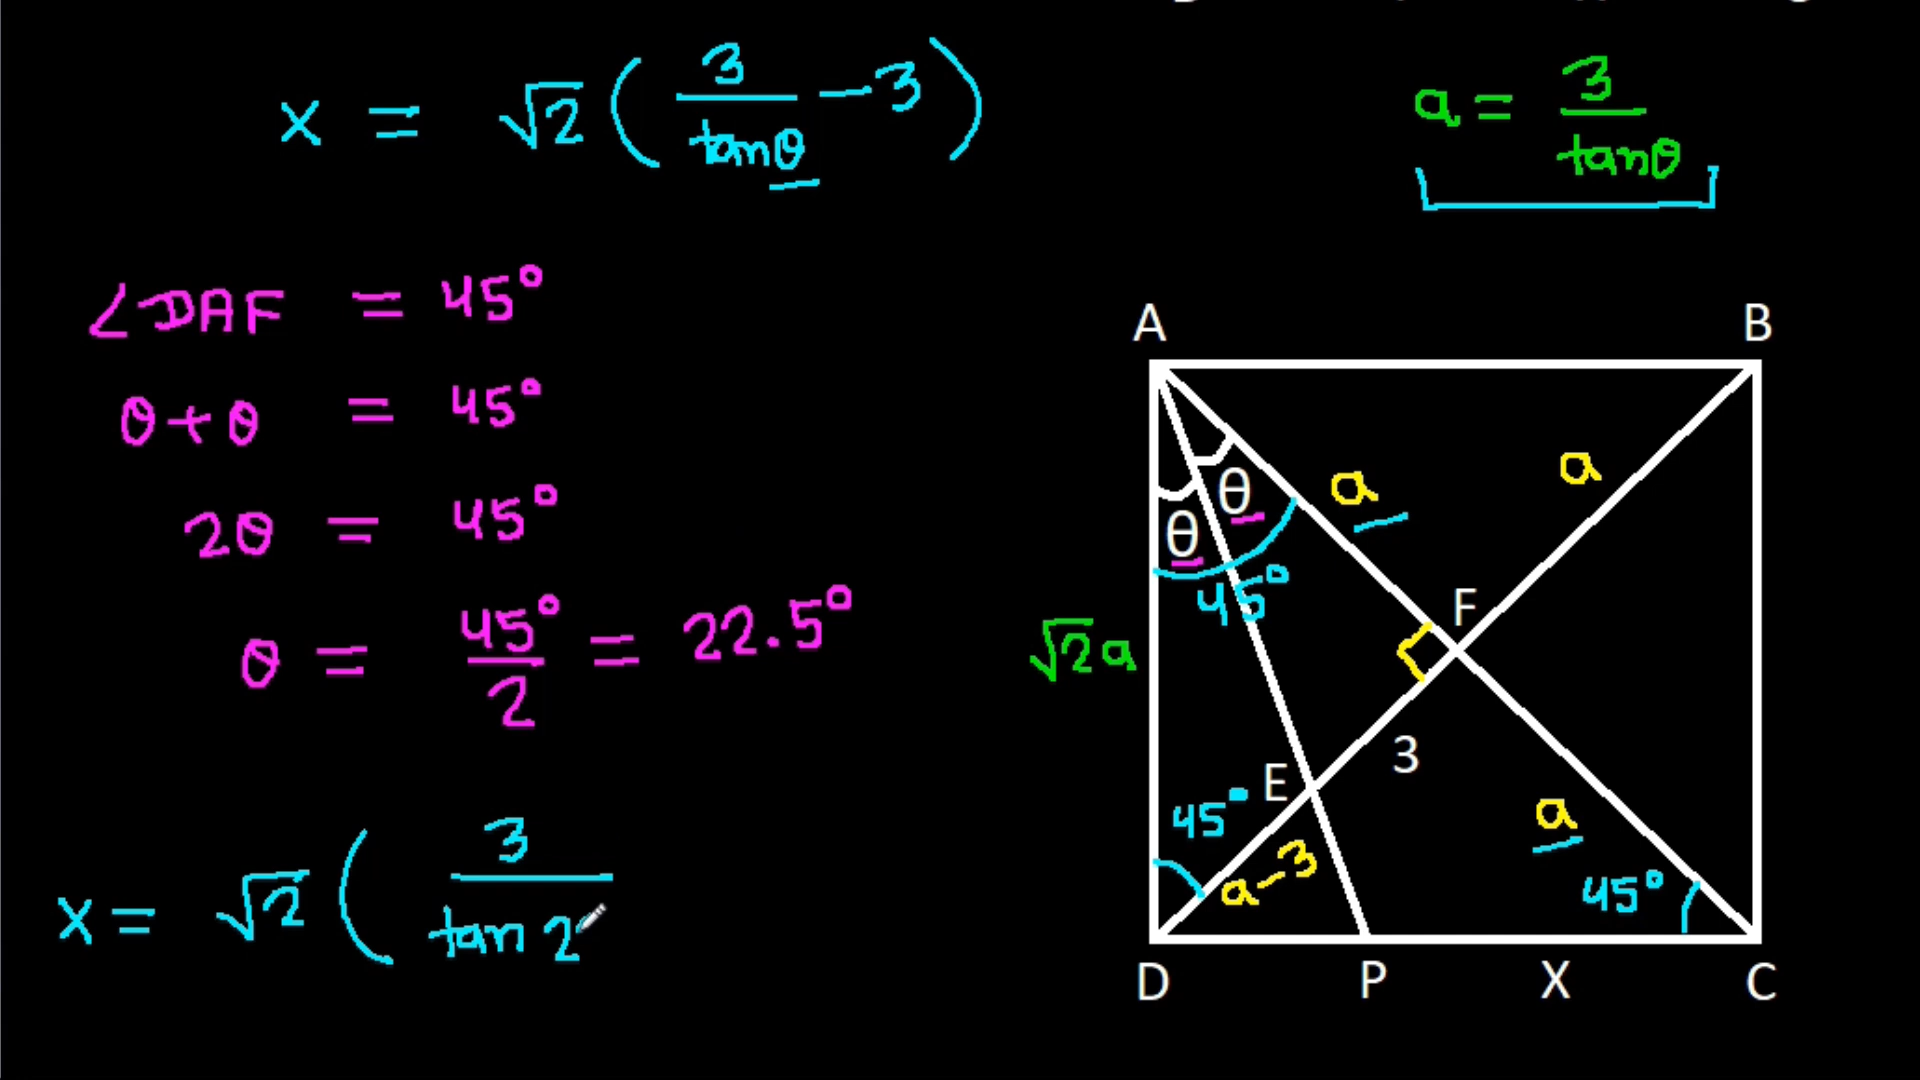 x = √2 ( 3/tanθ - 3 )
a = 3/tanθ
∠DAF = 45°
θ + θ = 45°
2θ = 45°
θ = 45°/2 = 22.5°
x = √2 ( 3/tan 2
A
B
a
a
θ
θ
45°
F
√2 a
3
E
45°
a-3
a
45°
D
P
X
C